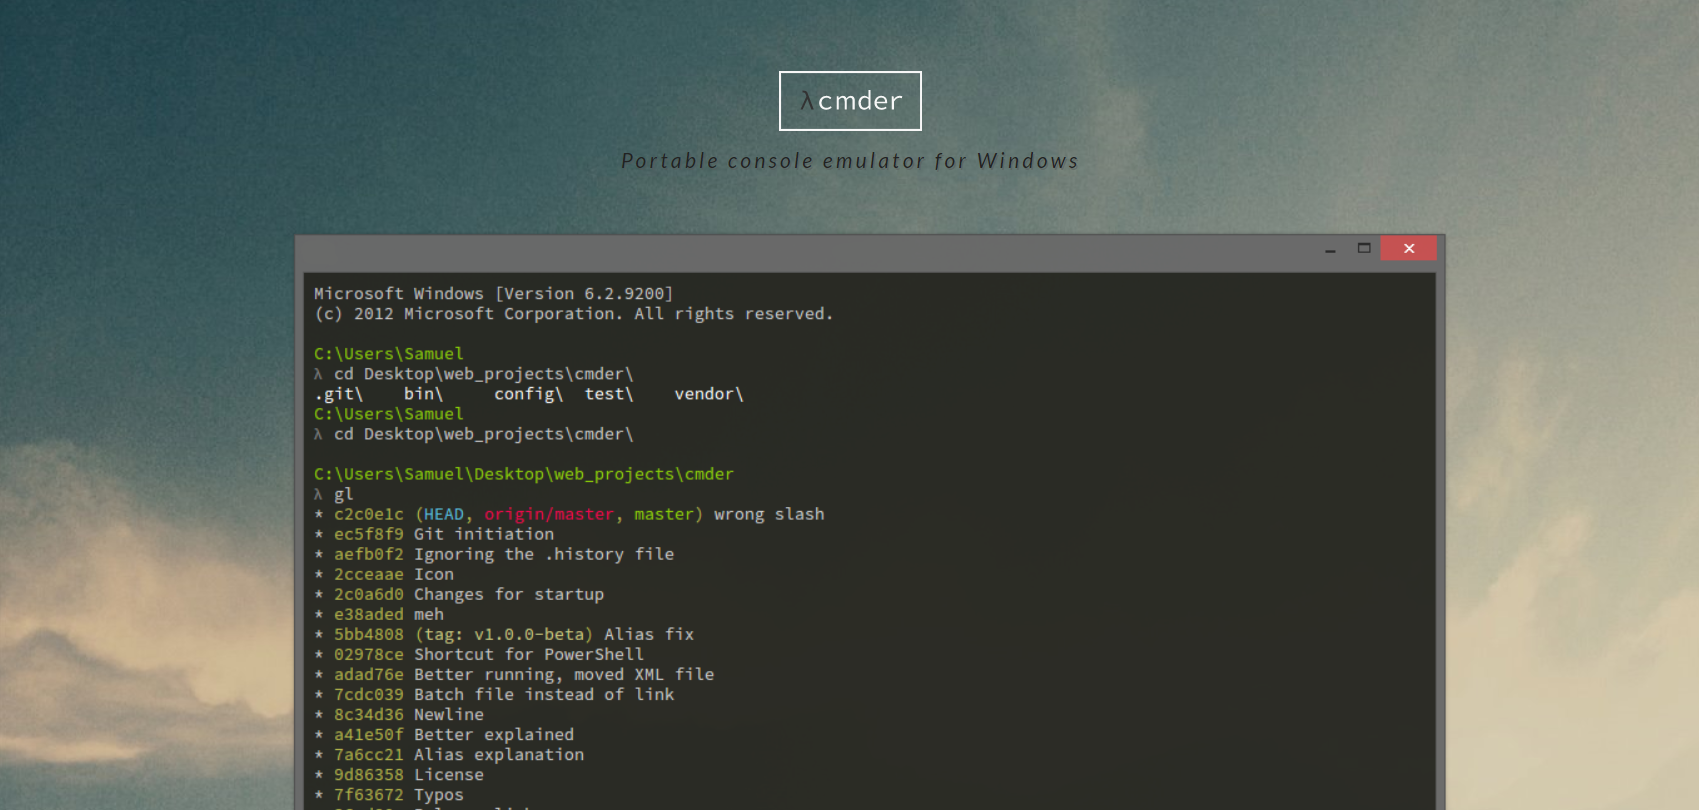 λcmder
Portable console emulator for Windows
Microsoft Windows [Version 6.2.9200]
(c) 2012 Microsoft Corporation. All rights reserved.
C:\Users\Samuel
λ cd Desktop\web_projects\cmder\
.git\    bin\     config\  test\    vendor\
C:\Users\Samuel
λ cd Desktop\web_projects\cmder\
C:\Users\Samuel\Desktop\web_projects\cmder
λ gl
* c2c0e1c (HEAD, origin/master, master) wrong slash
* ec5f8f9 Git initiation
* aefb0f2 Ignoring the .history file
* 2cceaae Icon
* 2c0a6d0 Changes for startup
* e38aded meh
* 5bb4808 (tag: v1.0.0-beta) Alias fix
* 02978ce Shortcut for PowerShell
* adad76e Better running, moved XML file
* 7cdc039 Batch file instead of link
* 8c34d36 Newline
* a41e50f Better explained
* 7a6cc21 Alias explanation
* 9d86358 License
* 7f63672 Typos